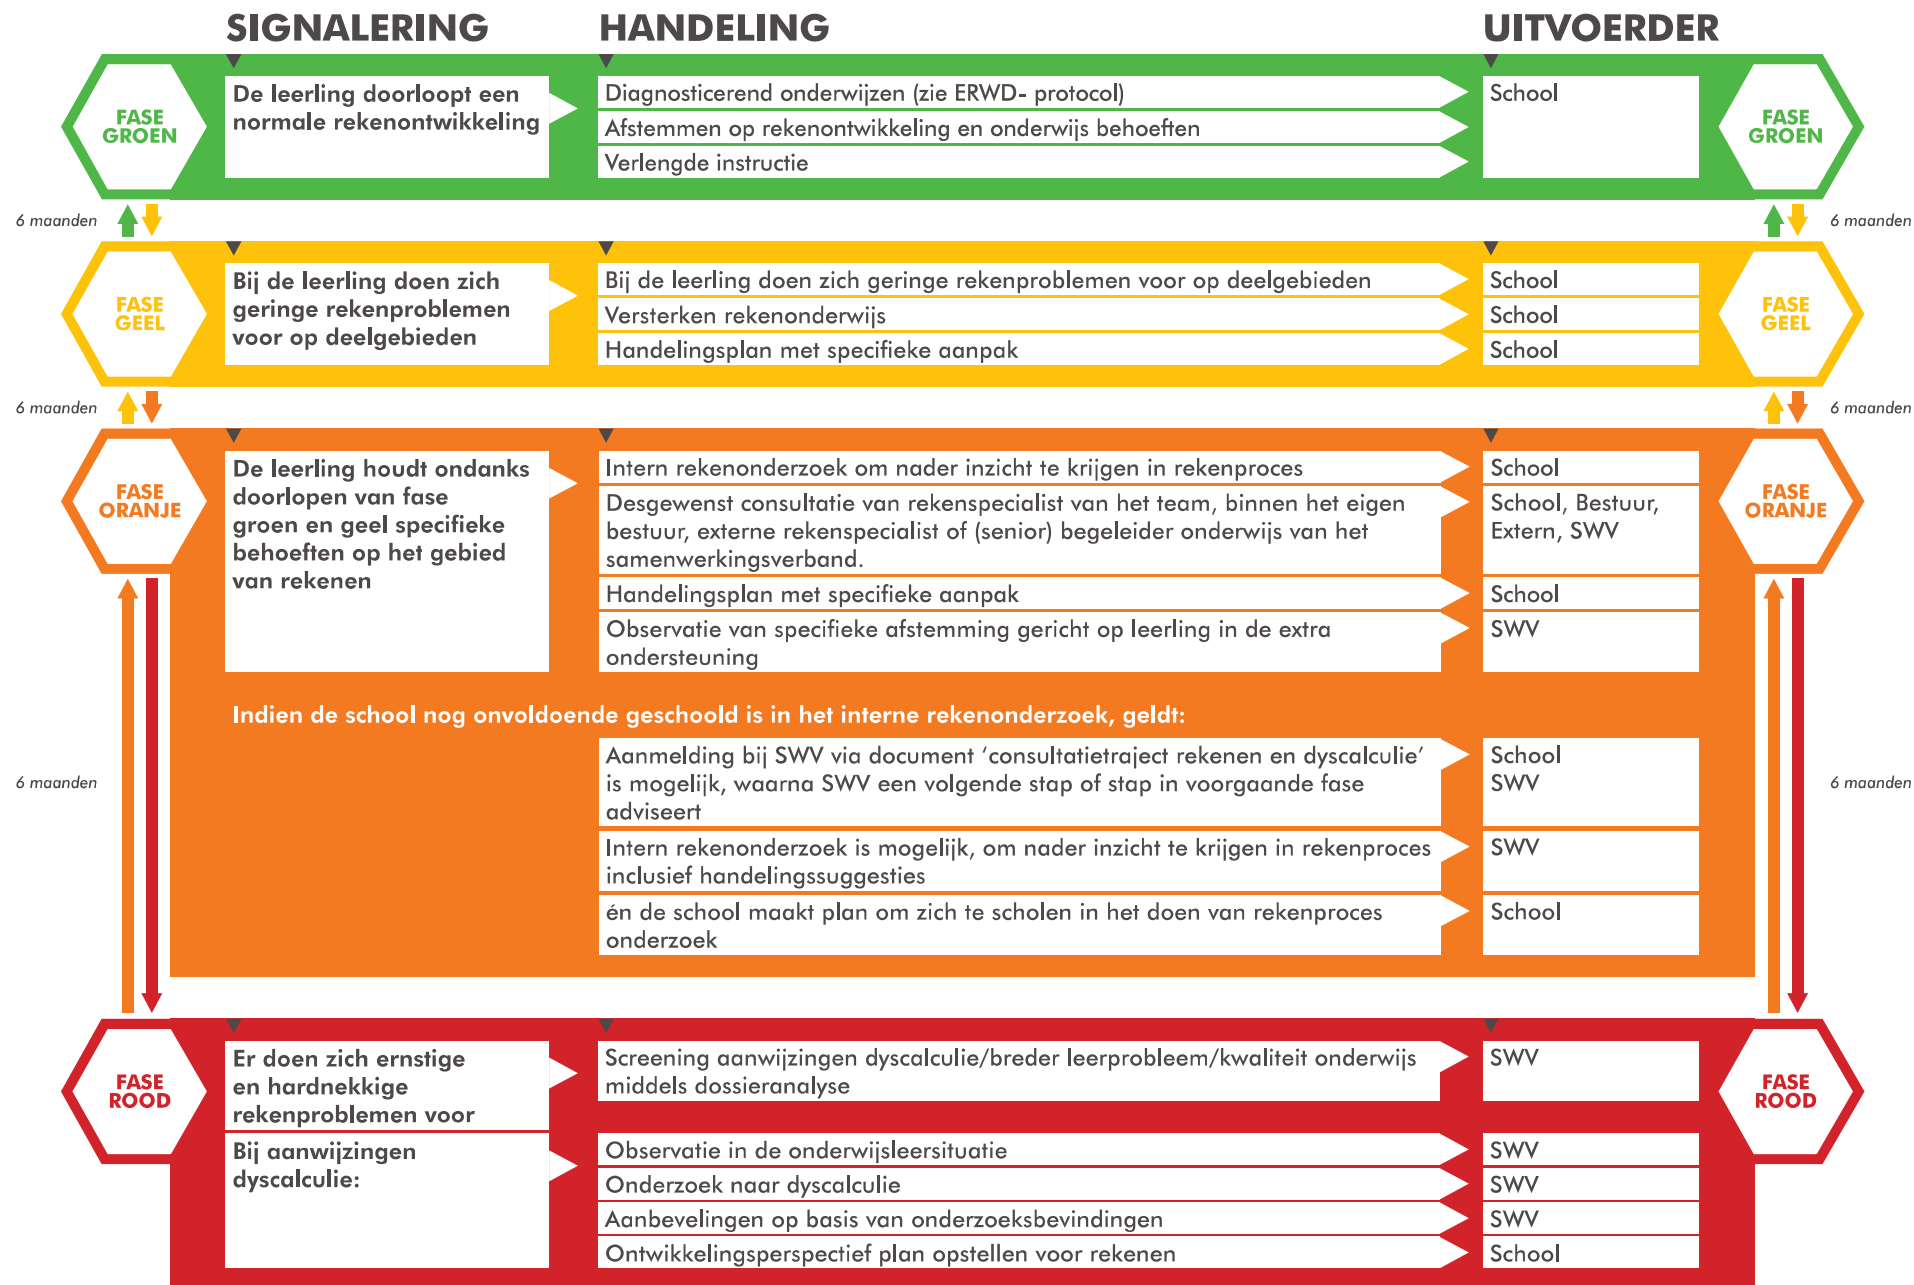 SIGNALERING HANDELING UITVOERDER
FASE
GROEN
De leerling doorloopt een
normale rekenontwikkeling
Diagnosticerend onderwijzen (zie ERWD- protocol)
Afstemmen op rekenontwikkeling en onderwijs behoeften
Verlengde instructie
School
FASE
GROEN
6 maanden
6 maanden
FASE
GEEL
Bij de leerling doen zich
geringe rekenproblemen
voor op deelgebieden
Bij de leerling doen zich geringe rekenproblemen voor op deelgebieden
School
Versterken rekenonderwijs
School
Handelingsplan met specifieke aanpak
School
FASE
GEEL
6 maanden
6 maanden
FASE
ORANJE
De leerling houdt ondanks
doorlopen van fase
groen en geel specifieke
behoeften op het gebied
van rekenen
Intern rekenonderzoek om nader inzicht te krijgen in rekenproces
School
Desgewenst consultatie van rekenspecialist van het team, binnen het eigen
bestuur, externe rekenspecialist of (senior) begeleider onderwijs van het
samenwerkingsverband.
School, Bestuur,
Extern, SWV
Handelingsplan met specifieke aanpak
School
Observatie van specifieke afstemming gericht op leerling in de extra
ondersteuning
SWV
FASE
ORANJE
Indien de school nog onvoldoende geschoold is in het interne rekenonderzoek, geldt:
Aanmelding bij SWV via document ‘consultatietraject rekenen en dyscalculie’
is mogelijk, waarna SWV een volgende stap of stap in voorgaande fase
adviseert
School
SWV
6 maanden
6 maanden
Intern rekenonderzoek is mogelijk, om nader inzicht te krijgen in rekenproces
inclusief handelingssuggesties
SWV
én de school maakt plan om zich te scholen in het doen van rekenproces
onderzoek
School
FASE
ROOD
Er doen zich ernstige
en hardnekkige
rekenproblemen voor
Screening aanwijzingen dyscalculie/breder leerprobleem/kwaliteit onderwijs
middels dossieranalyse
SWV
FASE
ROOD
Bij aanwijzingen
dyscalculie:
Observatie in de onderwijsleersituatie
SWV
Onderzoek naar dyscalculie
SWV
Aanbevelingen op basis van onderzoeksbevindingen
SWV
Ontwikkelingsperspectief plan opstellen voor rekenen
School